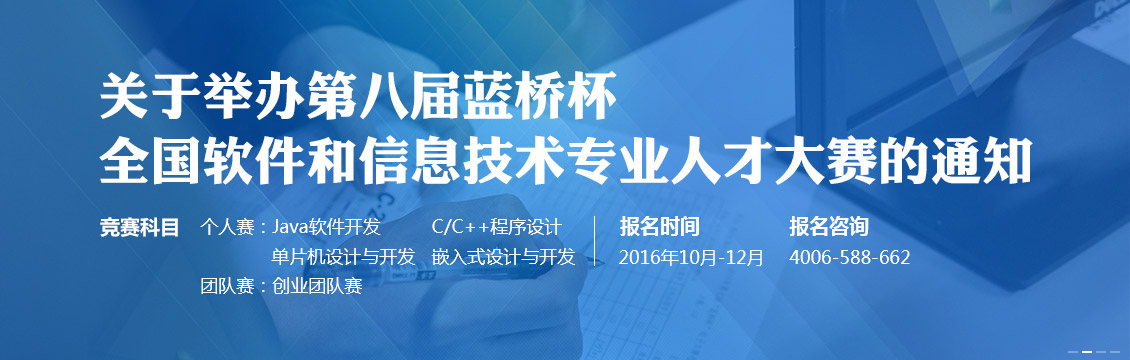 关于举办第八届蓝桥杯
全国软件和信息技术专业人才大赛的通知
竞赛科目 个人赛：Java软件开发 C/C++程序设计
单片机设计与开发 嵌入式设计与开发
团队赛：创业团队赛
报名时间
2016年10月-12月
报名咨询
4006-588-662